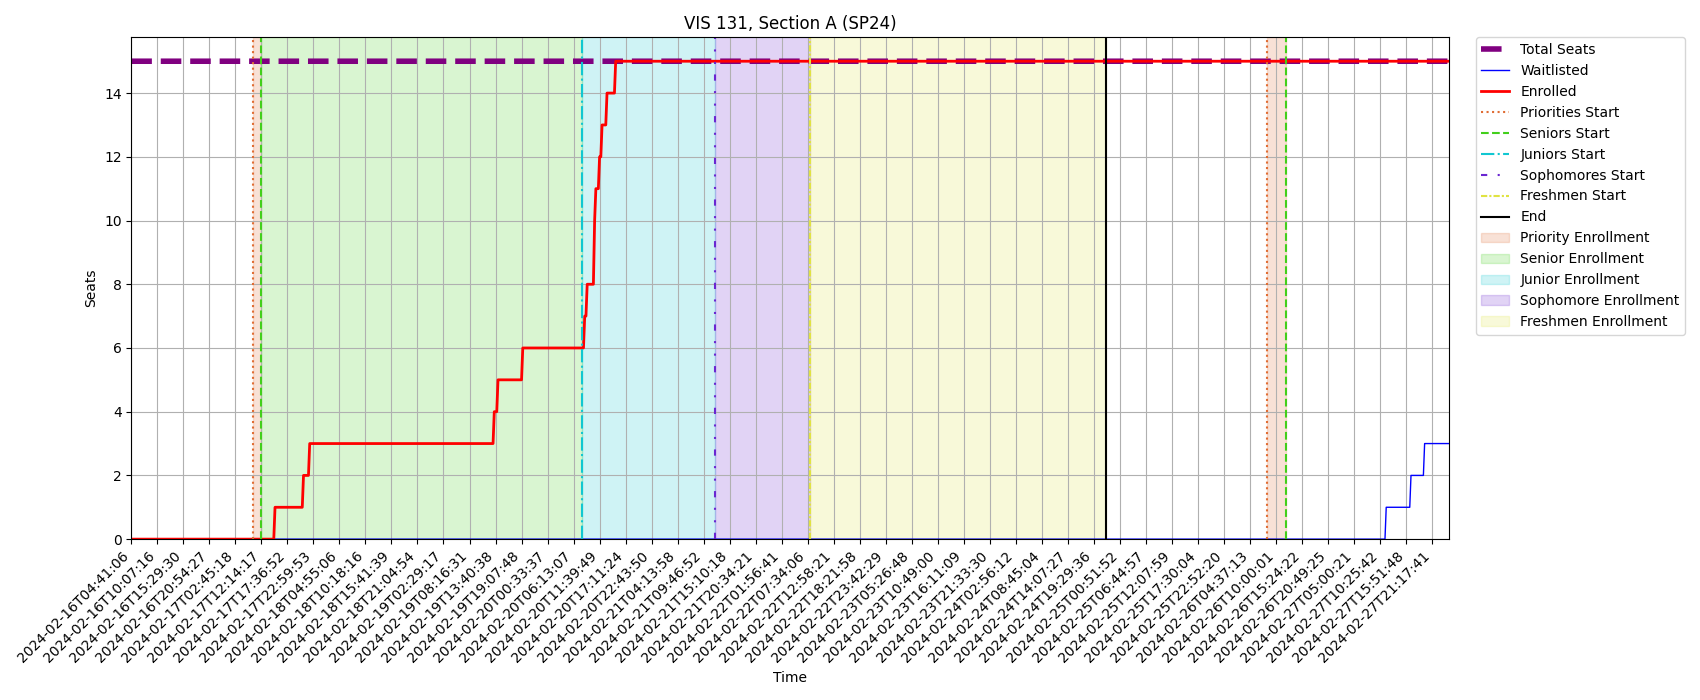 VIS 131, Section A (SP24)
Seats
14
12
10
8
6
4
2
0
2024-02-16T04:41:06
2024-02-16T10:07:16
2024-02-16T15:29:30
2024-02-16T20:54:27
2024-02-17T02:45:18
2024-02-17T12:14:17
2024-02-17T17:36:52
2024-02-17T22:59:53
2024-02-18T04:55:06
2024-02-18T10:18:16
2024-02-18T15:41:39
2024-02-18T21:04:54
2024-02-19T02:29:17
2024-02-19T08:16:31
2024-02-19T13:40:38
2024-02-19T19:07:48
2024-02-20T00:33:37
2024-02-20T06:13:07
2024-02-20T11:39:49
2024-02-20T17:11:24
2024-02-20T22:43:50
2024-02-21T04:13:58
2024-02-21T09:46:52
2024-02-21T15:10:18
2024-02-21T20:34:21
2024-02-22T01:56:41
2024-02-22T07:34:06
2024-02-22T12:58:21
2024-02-22T18:21:58
2024-02-22T23:42:29
2024-02-23T05:26:48
2024-02-23T10:49:00
2024-02-23T16:11:09
2024-02-23T21:33:30
2024-02-24T02:56:12
2024-02-24T08:45:04
2024-02-24T14:07:27
2024-02-24T19:29:36
2024-02-25T00:51:52
2024-02-25T06:44:57
2024-02-25T12:07:59
2024-02-25T17:30:04
2024-02-25T22:52:20
2024-02-26T04:37:13
2024-02-26T10:00:01
2024-02-26T15:24:22
2024-02-26T20:49:25
2024-02-27T05:00:21
2024-02-27T10:25:42
2024-02-27T15:51:48
2024-02-27T21:17:41
Time
Total Seats
Waitlisted
Enrolled
Priorities Start
Seniors Start
Juniors Start
Sophomores Start
Freshmen Start
End
Priority Enrollment
Senior Enrollment
Junior Enrollment
Sophomore Enrollment
Freshmen Enrollment